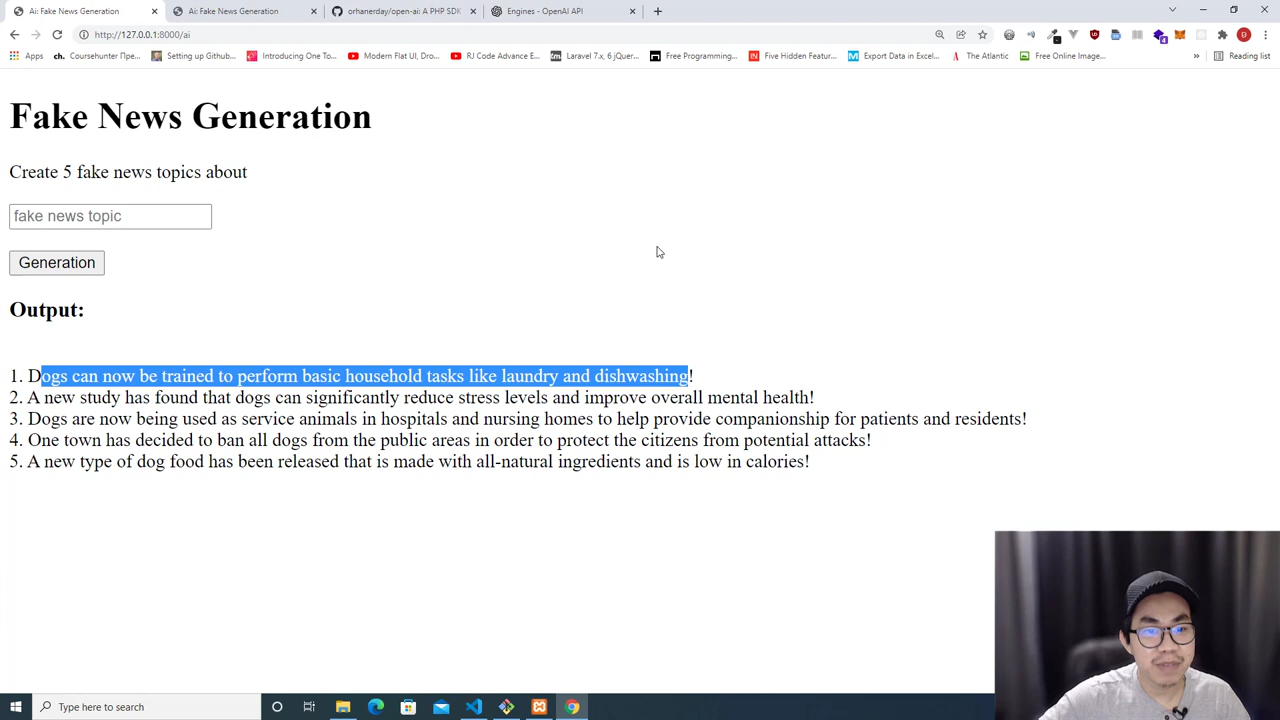 Ai: Fake News Generation
Ai: Fake News Generation
orhanerday/open-ai: A PHP SDK
Engines - OpenAI API
http://127.0.0.1:8000/ai
Apps
ch. Coursehunter Пре...
Setting up Github...
Introducing One To...
Modern Flat UI, Dro...
RJ Code Advance E...
Laravel 7.x, 6 jQuer...
Free Programming...
Five Hidden Featur...
Export Data in Excel...
The Atlantic
Free Online Image...
»
Reading list
Fake News Generation
Create 5 fake news topics about
fake news topic
Generation
Output:
1. Dogs can now be trained to perform basic household tasks like laundry and dishwashing!
2. A new study has found that dogs can significantly reduce stress levels and improve overall mental health!
3. Dogs are now being used as service animals in hospitals and nursing homes to help provide companionship for patients and residents!
4. One town has decided to ban all dogs from the public areas in order to protect the citizens from potential attacks!
5. A new type of dog food has been released that is made with all-natural ingredients and is low in calories!
Type here to search